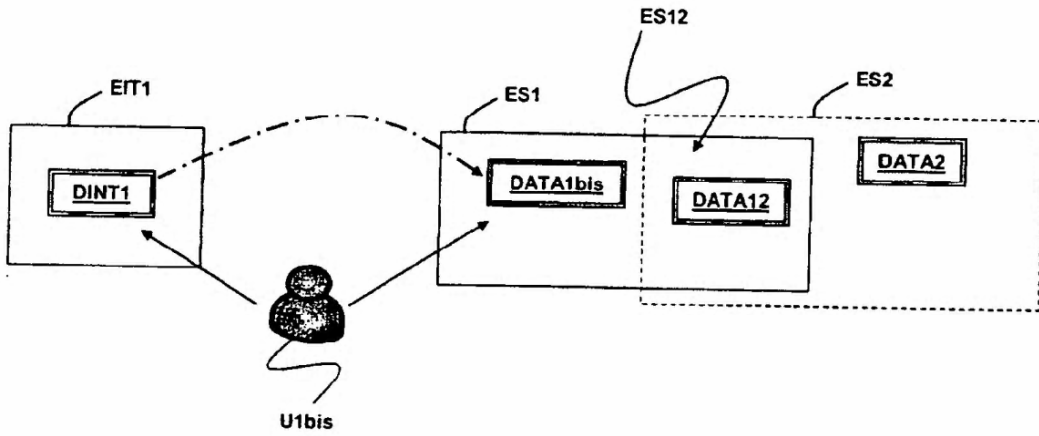 ES12
EIT1
ES1
ES2
DINT1
DATA1bis
DATA12
DATA2
U1bis